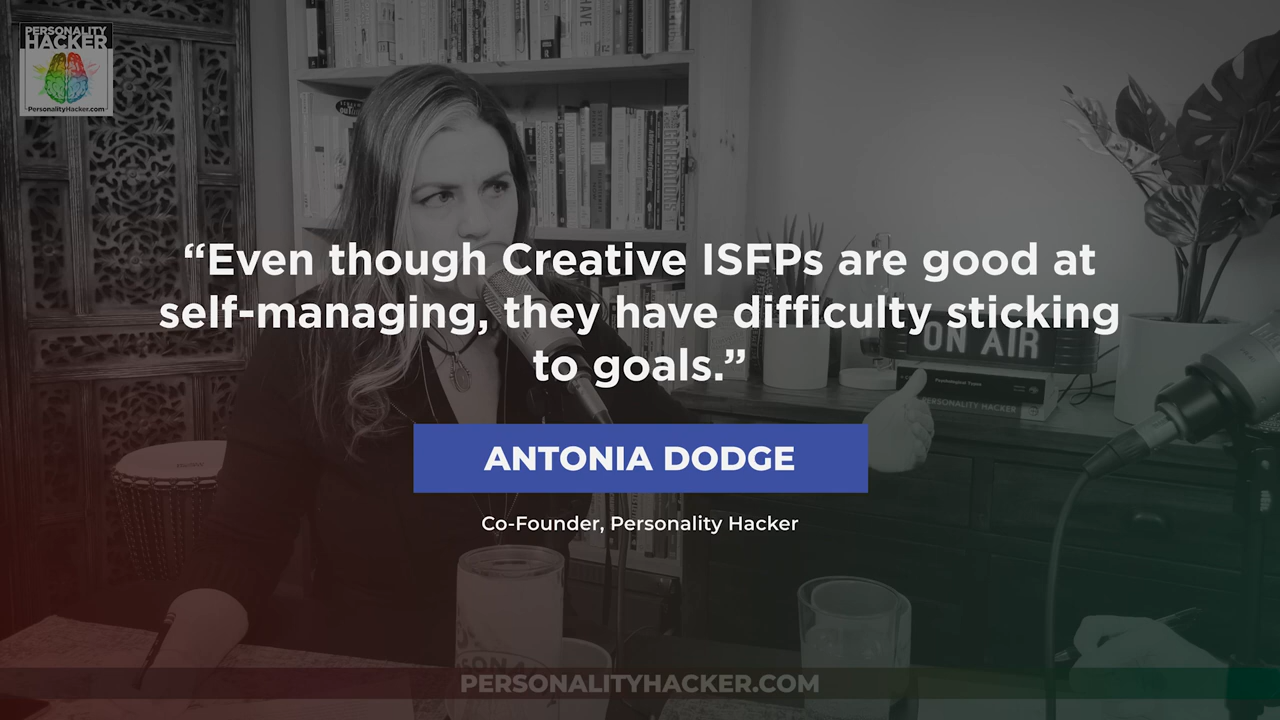 PERSONALITY
HACKER
PersonalityHacker.com
“Even though Creative ISFPs are good at
self-managing, they have difficulty sticking
to goals.”
ON AIR
PERSONALITY HACKER
ANTONIA DODGE
Co-Founder, Personality Hacker
PERSONALITYHACKER.COM